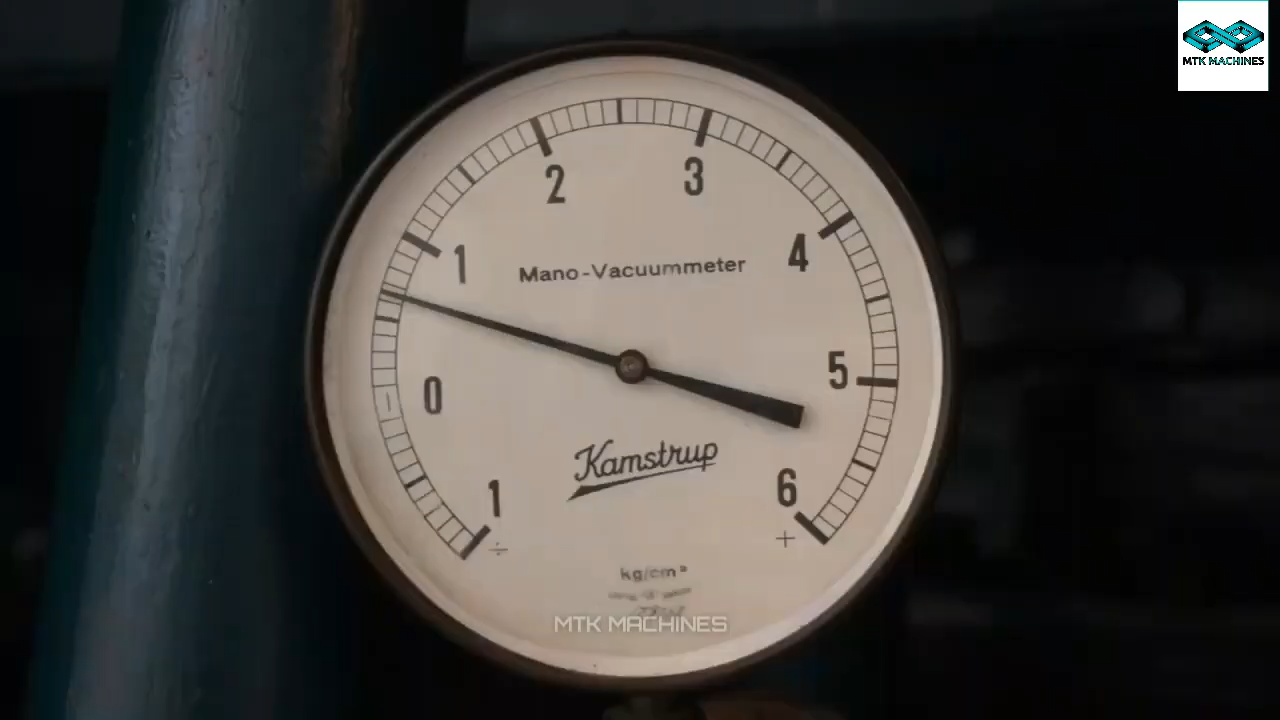 MTK MACHINES
2
3
1
4
Mano-Vacuummeter
5
0
Kamstrup
1
6
÷
+
kg/cm²
MTK MACHINES